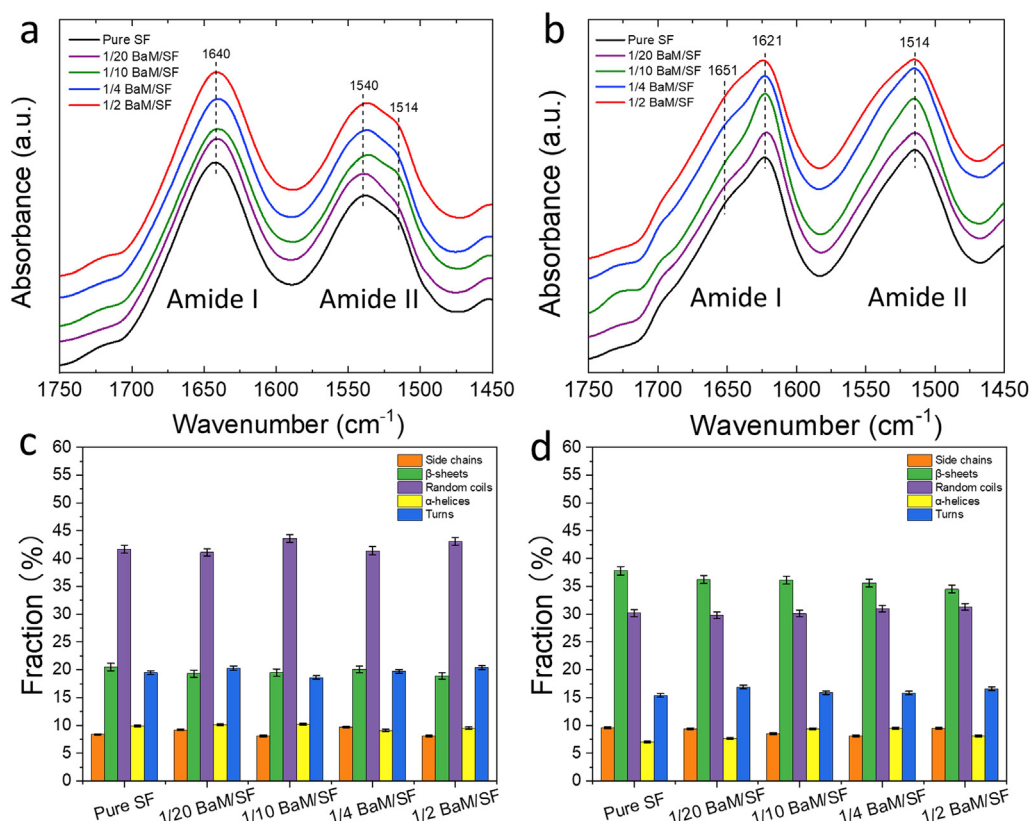 a
Pure SF
1/20 BaM/SF
1/10 BaM/SF
1/4 BaM/SF
1/2 BaM/SF
1640
1540
1514
Absorbance (a.u.)
Amide I
Amide II
1750 1700 1650 1600 1550 1500 1450
Wavenumber (cm⁻¹)
b
Pure SF
1/20 BaM/SF
1/10 BaM/SF
1/4 BaM/SF
1/2 BaM/SF
1651
1621
1514
Absorbance (a.u.)
Amide I
Amide II
1750 1700 1650 1600 1550 1500 1450
Wavenumber (cm⁻¹)
c
Side chains
β-sheets
Random coils
α-helices
Turns
Fraction (%)
60
55
50
45
40
35
30
25
20
15
10
5
0
Pure SF 1/20 BaM/SF 1/10 BaM/SF 1/4 BaM/SF 1/2 BaM/SF
d
Side chains
β-sheets
Random coils
α-helices
Turns
Fraction (%)
60
55
50
45
40
35
30
25
20
15
10
5
0
Pure SF 1/20 BaM/SF 1/10 BaM/SF 1/4 BaM/SF 1/2 BaM/SF